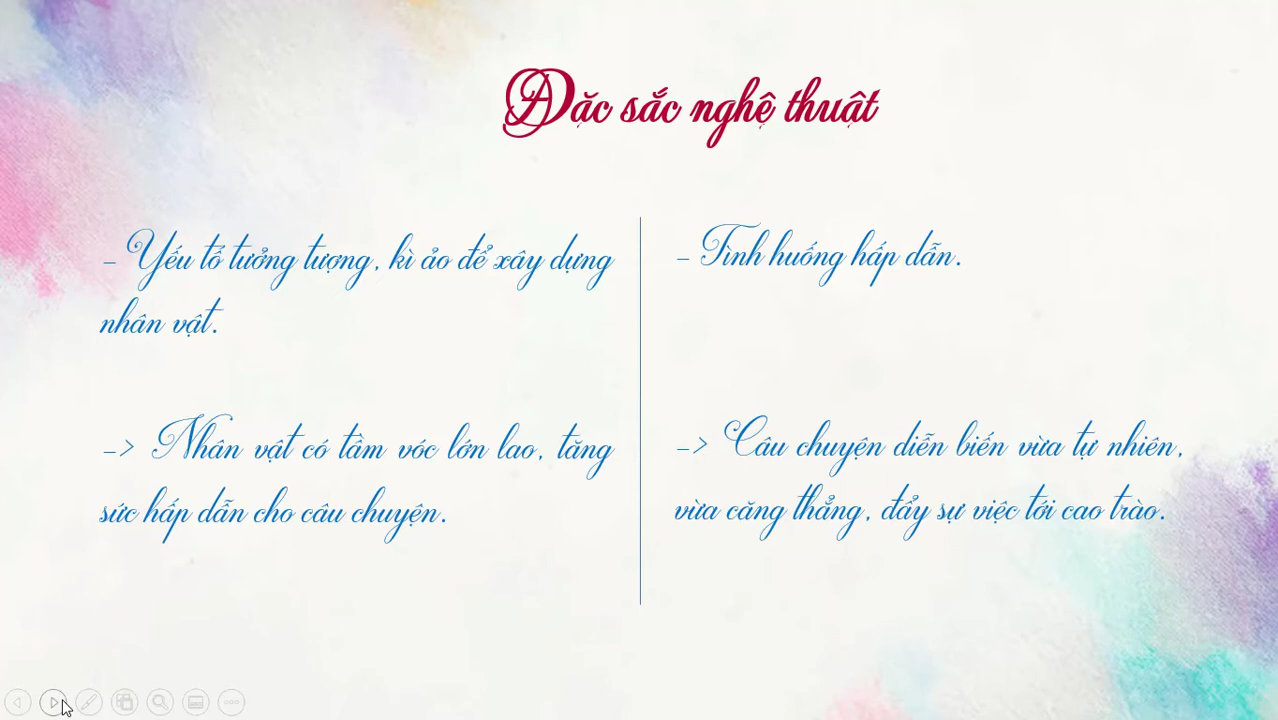 Đặc sắc nghệ thuật
- Yếu tố tưởng tượng, kì ảo để xây dựng
nhân vật.
-> Nhân vật có tầm vóc lớn lao, tăng
sức hấp dẫn cho câu chuyện.
- Tình huống hấp dẫn.
-> Câu chuyện diễn biến vừa tự nhiên,
vừa căng thẳng, đẩy sự việc tới cao trào.